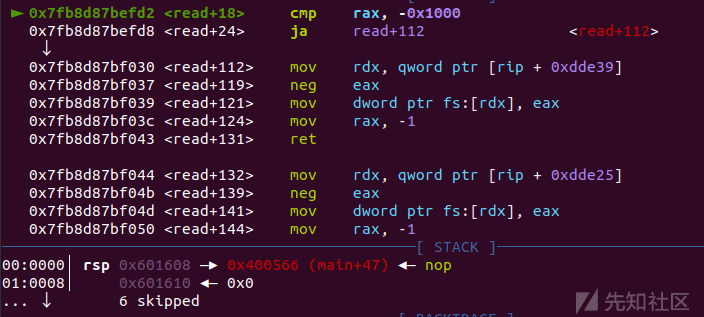 ► 0x7fb8d87befd2 <read+18> cmp rax, -0x1000
0x7fb8d87befd8 <read+24> ja read+112 <read+112>
↓
0x7fb8d87bf030 <read+112> mov rdx, qword ptr [rip + 0xdde39]
0x7fb8d87bf037 <read+119> neg eax
0x7fb8d87bf039 <read+121> mov dword ptr fs:[rdx], eax
0x7fb8d87bf03c <read+124> mov rax, -1
0x7fb8d87bf043 <read+131> ret
0x7fb8d87bf044 <read+132> mov rdx, qword ptr [rip + 0xdde25]
0x7fb8d87bf04b <read+139> neg eax
0x7fb8d87bf04d <read+141> mov dword ptr fs:[rdx], eax
0x7fb8d87bf050 <read+144> mov rax, -1
[ STACK ]
00:0000│ rsp 0x601608 —▸ 0x400566 (main+47) ◂— nop
01:0008│ 0x601610 ◂— 0x0
... ↓ 6 skipped
[ BACKTRACE ]
先知社区